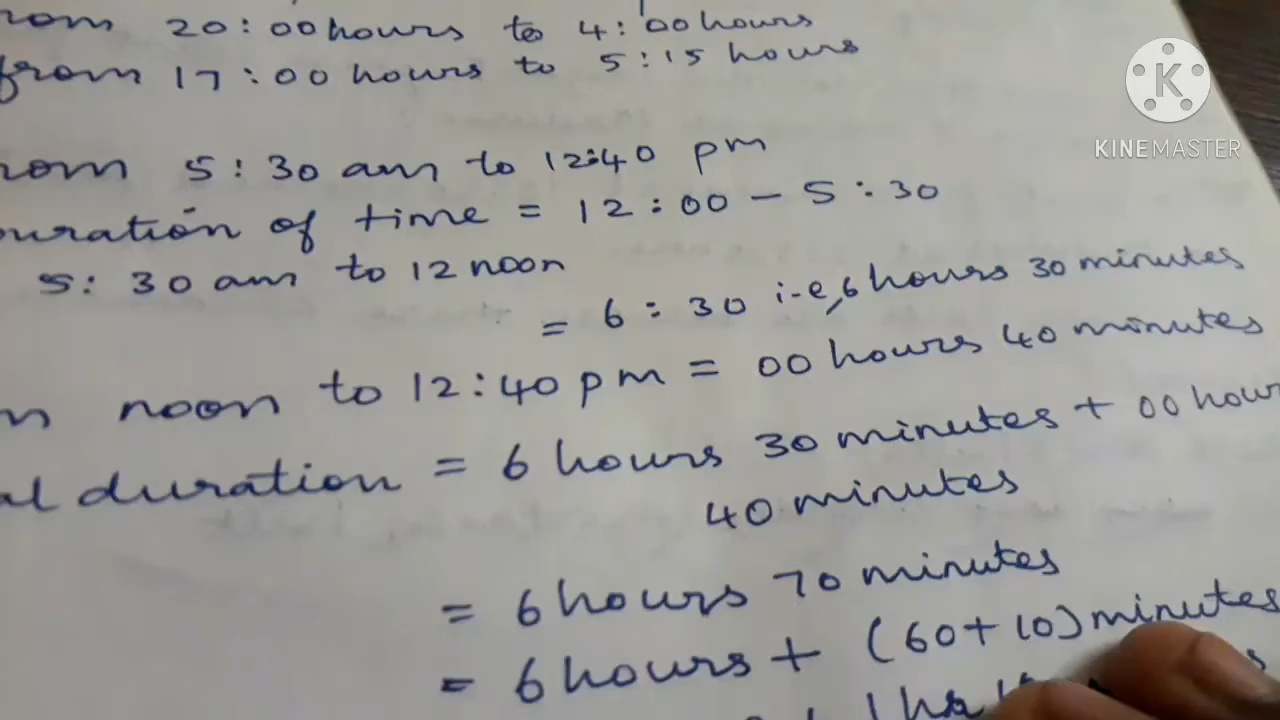 rom 20:00 hours to 4:00 hours
from 17:00 hours to 5:15 hours
KINEMASTER
rom 5:30 am to 12:40 pm
Duration of time = 12:00 - 5:30
5:30 am to 12 noon
= 6:30 i-e, 6 hours 30 minutes
noon to 12:40 pm = 00 hours 40 minutes
al duration = 6 hours 30 minutes + 00 hour
40 minutes
= 6 hours 70 minutes
= 6 hours + (60+10) minutes